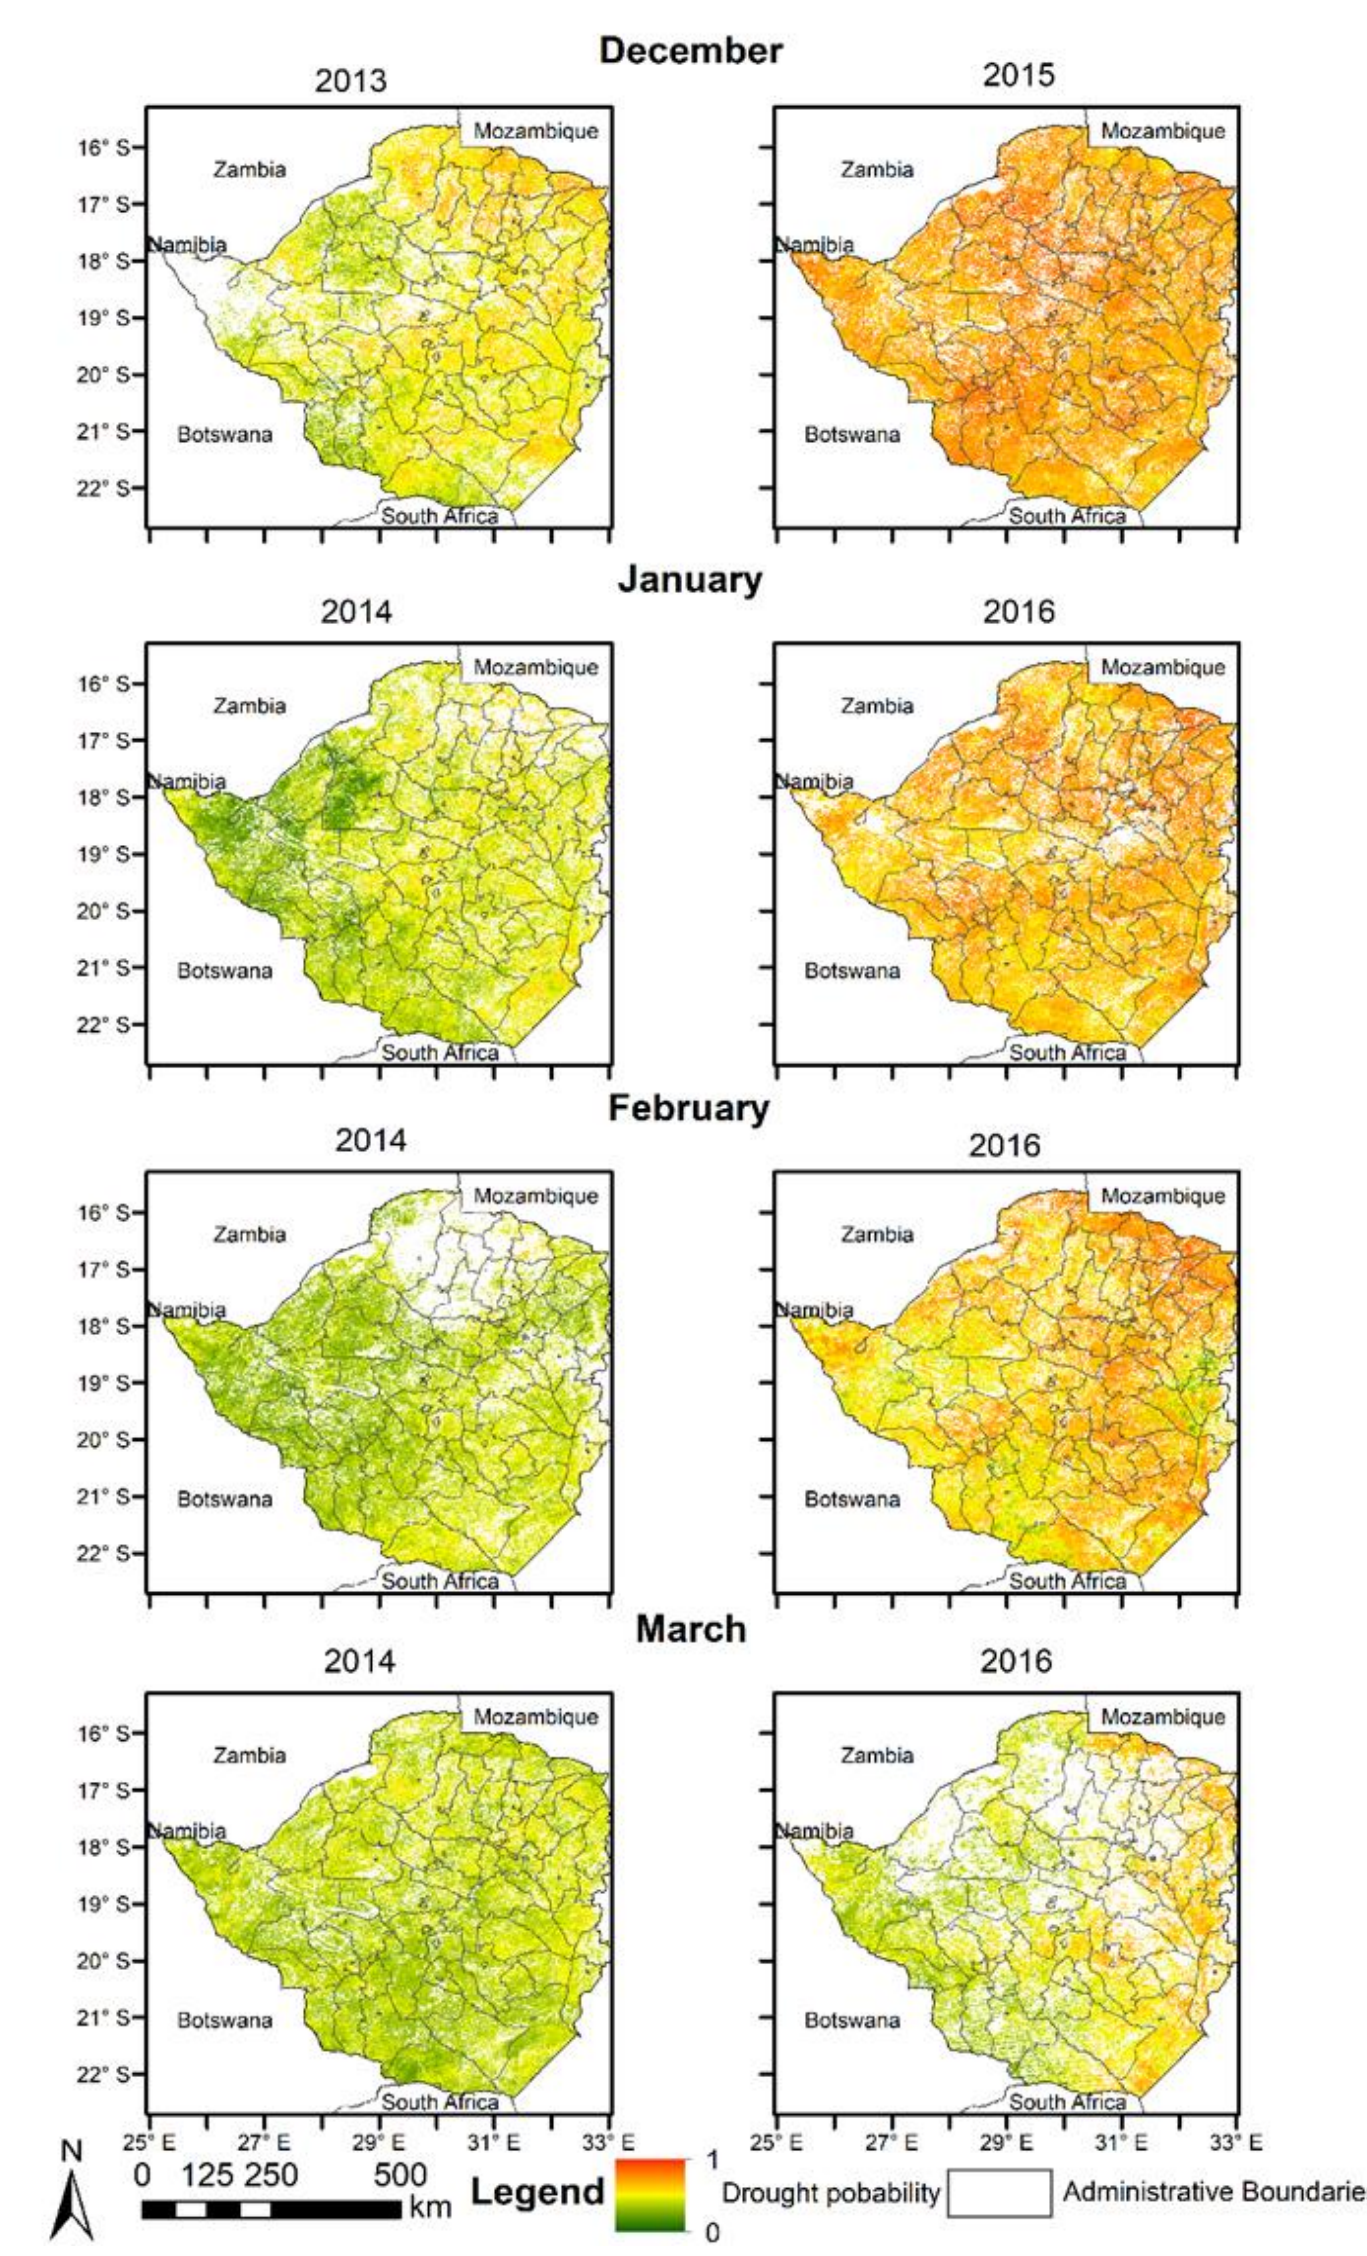 December
2013 2015
Mozambique Mozambique
16° S
Zambia Zambia
17° S
Namibia Namibia
18° S
19° S
20° S
21° S
Botswana Botswana
22° S
South Africa South Africa
January
2014 2016
Mozambique Mozambique
16° S
Zambia Zambia
17° S
Namibia Namibia
18° S
19° S
20° S
21° S
Botswana Botswana
22° S
South Africa South Africa
February
2014 2016
Mozambique Mozambique
16° S
Zambia Zambia
17° S
Namibia Namibia
18° S
19° S
20° S
21° S
Botswana Botswana
22° S
South Africa South Africa
March
2014 2016
Mozambique Mozambique
16° S
Zambia Zambia
17° S
Namibia Namibia
18° S
19° S
20° S
21° S
Botswana Botswana
22° S
South Africa South Africa
25° E 27° E 29° E 31° E 33° E 25° E 27° E 29° E 31° E 33° E
N
0 125 250 500
km
Legend
1
Drought pobability
0
Administrative Boundarie